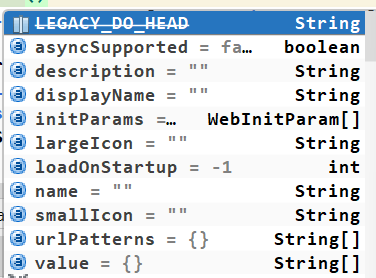 LEGACY_DO_HEAD String
asyncSupported = fa... boolean
description = "" String
displayName = "" String
initParams =... WebInitParam[]
largeIcon = "" String
loadOnStartup = -1 int
name = "" String
smallIcon = "" String
urlPatterns = {} String[]
value = {} String[]